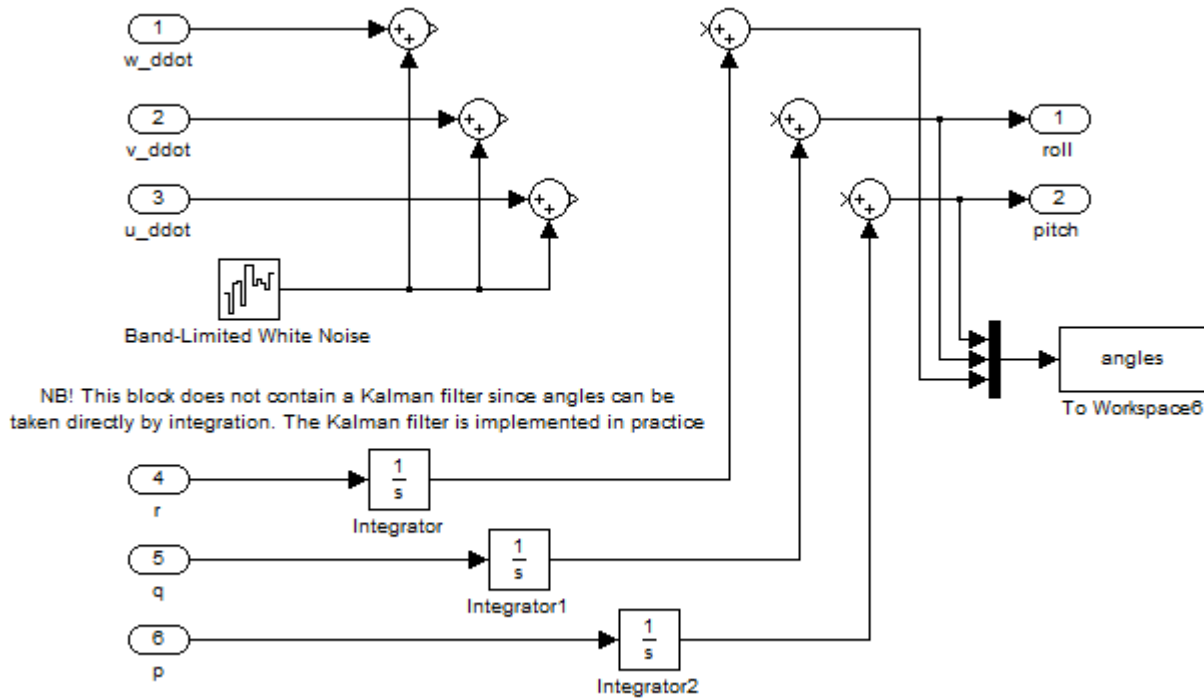 1
w_ddot
2
v_ddot
3
u_ddot
Band-Limited White Noise
1
roll
2
pitch
angles
To Workspace6
NB! This block does not contain a Kalman filter since angles can be
taken directly by integration. The Kalman filter is implemented in practice
4
r
1
s
Integrator
5
q
1
s
Integrator1
6
p
1
s
Integrator2